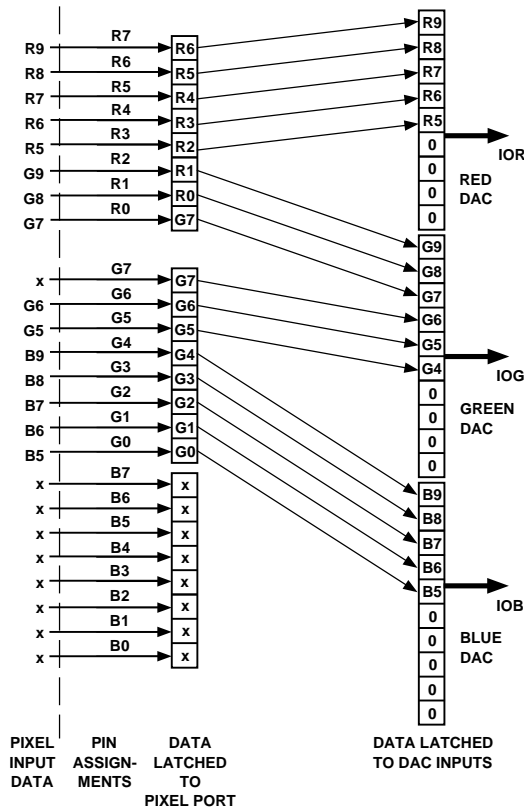 R9 R7 R6 R9
R8 R6 R5 R8
R7 R5 R4 R7
R6 R4 R3 R6
R5 R3 R2 R5
G9 R2 R1 0
G8 R1 R0 0
G7 R0 G7 0
0
IOR
RED
DAC
x G7 G7 G9
G6 G6 G6 G8
G5 G5 G5 G7
B9 G4 G4 G6
B8 G3 G3 G5
B7 G2 G2 G4
B6 G1 G1 0
B5 G0 G0 0
0
0
IOG
GREEN
DAC
x B7 x B9
x B6 x B8
x B5 x B7
x B4 x B6
x B3 x B5
x B2 x 0
x B1 x 0
x B0 x 0
0
0
IOB
BLUE
DAC
PIXEL
INPUT
DATA
PIN
ASSIGN-
MENTS
DATA
LATCHED
TO
PIXEL PORT
DATA LATCHED
TO DAC INPUTS